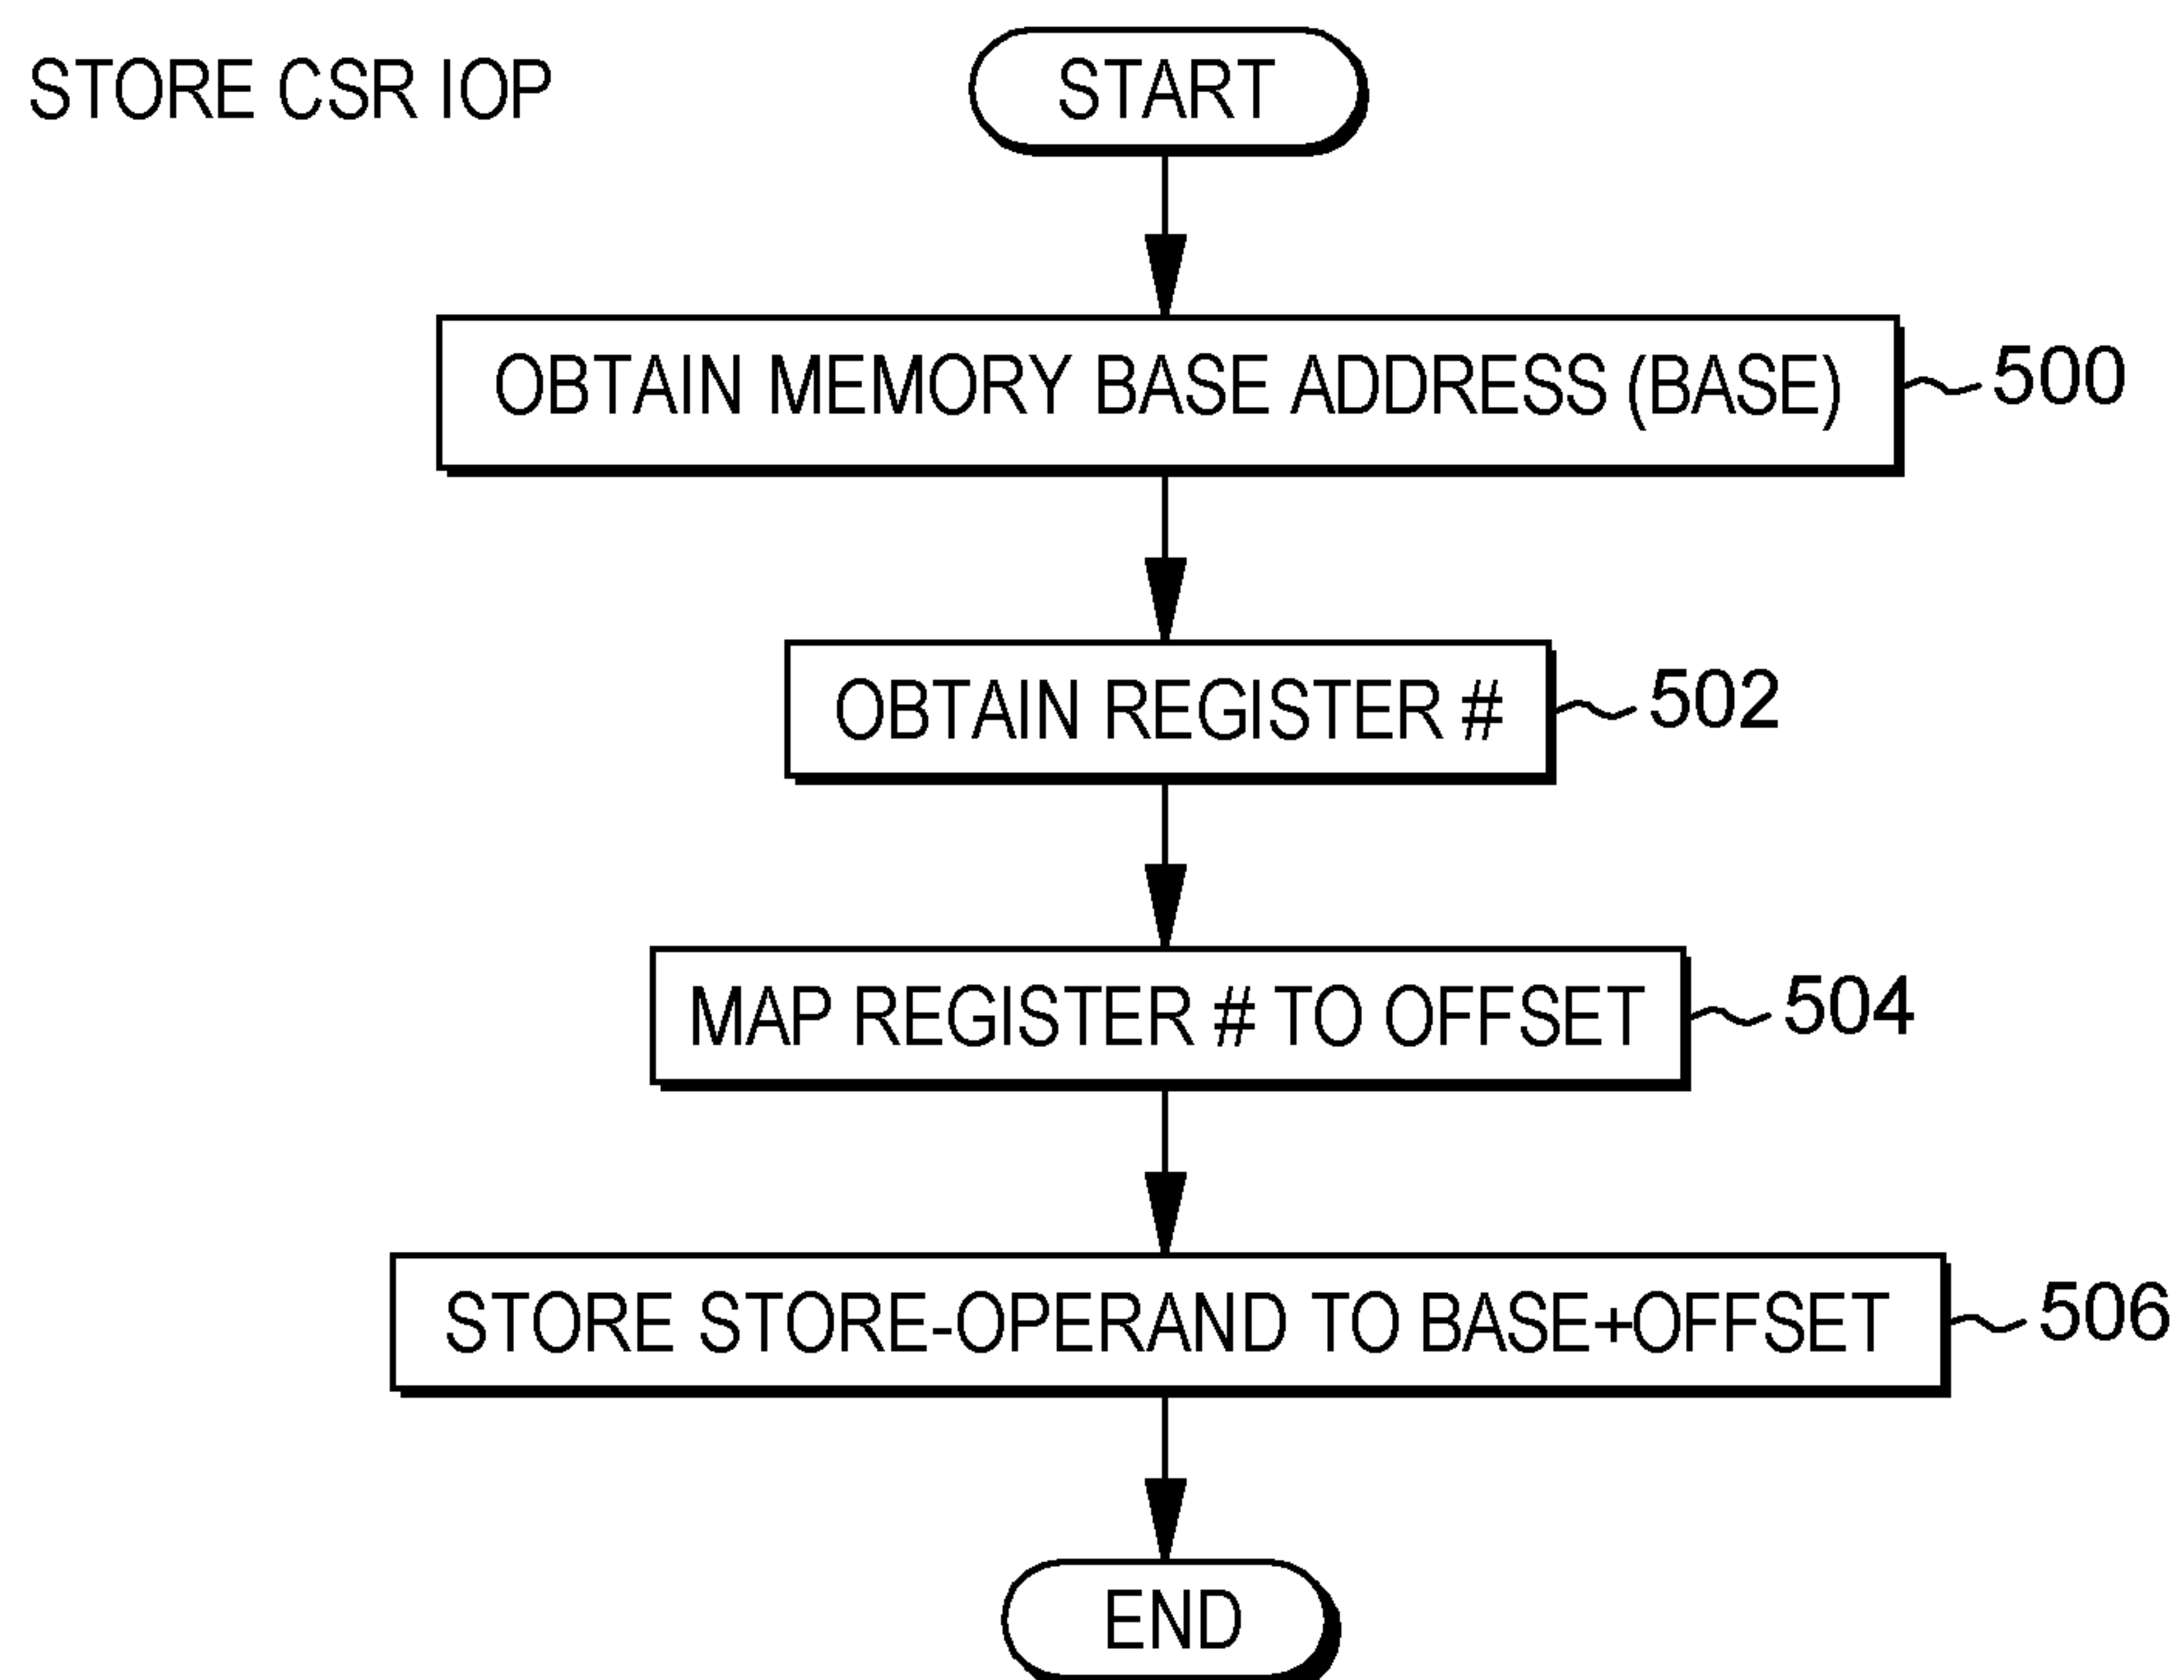 STORE CSR IOP
START
OBTAIN MEMORY BASE ADDRESS (BASE)
500
OBTAIN REGISTER #
502
MAP REGISTER # TO OFFSET
504
STORE STORE-OPERAND TO BASE+OFFSET
506
END